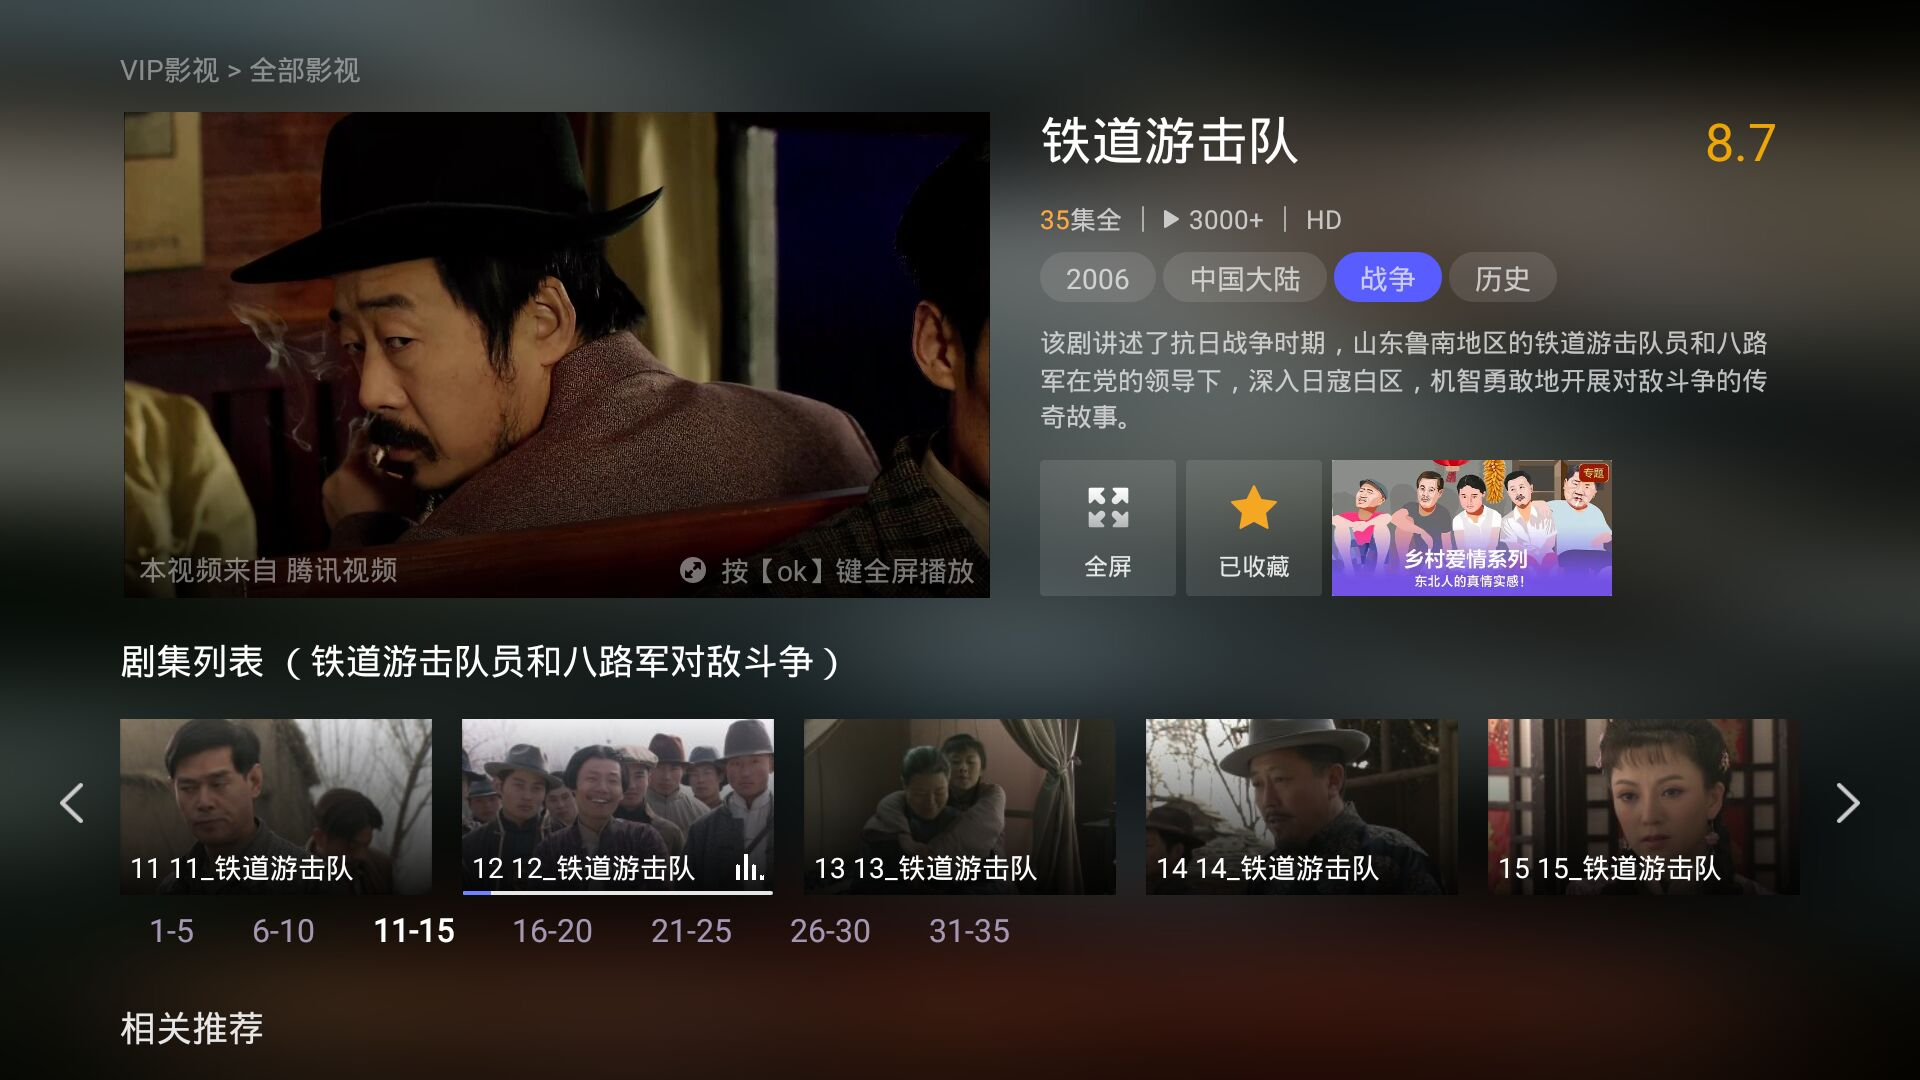 VIP影视 > 全部影视
铁道游击队
8.7
35集全 | ▶ 3000+ | HD
2006 中国大陆 战争 历史
该剧讲述了抗日战争时期，山东鲁南地区的铁道游击队员和八路
军在党的领导下，深入日寇白区，机智勇敢地开展对敌斗争的传
奇故事。
本视频来自 腾讯视频
按【ok】键全屏播放
全屏
已收藏
专题
乡村爱情系列
东北人的真情实感！
剧集列表 （铁道游击队员和八路军对敌斗争）
11 11_铁道游击队
12 12_铁道游击队
13 13_铁道游击队
14 14_铁道游击队
15 15_铁道游击队
1-5 6-10 11-15 16-20 21-25 26-30 31-35
相关推荐